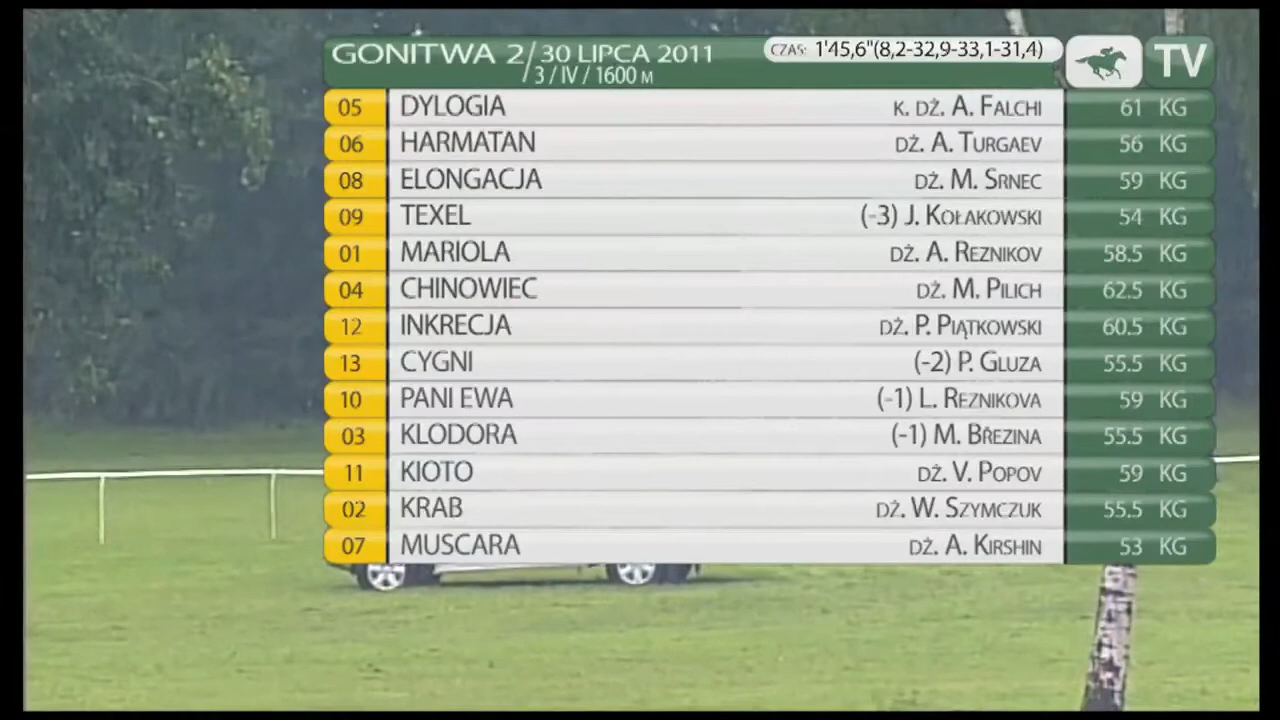 GONITWA 2/30 LIPCA 2011
3 / IV / 1600 M
CZAS: 1'45,6"(8,2-32,9-33,1-31,4)
TV
05 DYLOGIA K. DŻ. A. FALCHI 61 KG
06 HARMATAN DŻ. A. TURGAEV 56 KG
08 ELONGACJA DŻ. M. SRNEC 59 KG
09 TEXEL (-3) J. KOŁAKOWSKI 54 KG
01 MARIOLA DŻ. A. REZNIKOV 58.5 KG
04 CHINOWIEC DŻ. M. PILICH 62.5 KG
12 INKRECJA DŻ. P. PIĄTKOWSKI 60.5 KG
13 CYGNI (-2) P. GLUZA 55.5 KG
10 PANI EWA (-1) L. REZNIKOVA 59 KG
03 KLODORA (-1) M. BŘEZINA 55.5 KG
11 KIOTO DŻ. V. POPOV 59 KG
02 KRAB DŻ. W. SZYMCZUK 55.5 KG
07 MUSCARA DŻ. A. KIRSHIN 53 KG